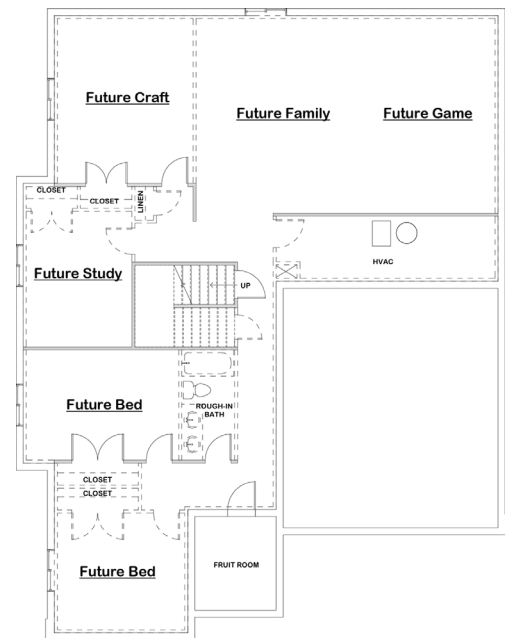 Future Craft
Future Family
Future Game
CLOSET
CLOSET
LINEN
Future Study
HVAC
UP
Future Bed
ROUGH-IN
BATH
CLOSET
CLOSET
Future Bed
FRUIT ROOM